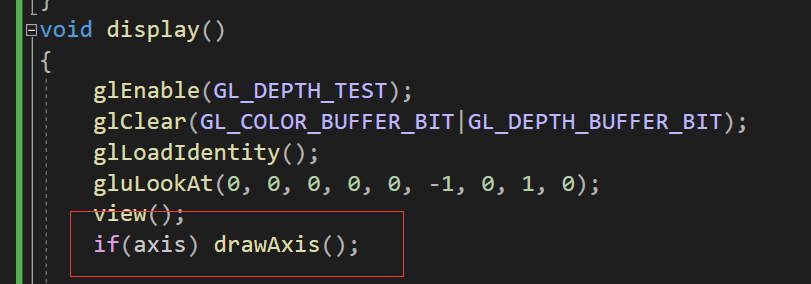 }
void display()
{
glEnable(GL_DEPTH_TEST);
glClear(GL_COLOR_BUFFER_BIT|GL_DEPTH_BUFFER_BIT);
glLoadIdentity();
gluLookAt(0, 0, 0, 0, 0, -1, 0, 1, 0);
view();
if(axis) drawAxis();